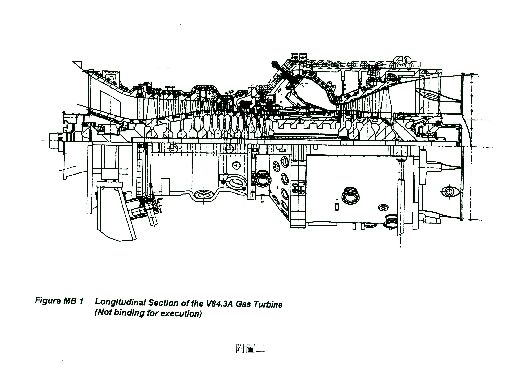 Figure MB 1 Longitudinal Section of the V84.3A Gas Turbine
(Not binding for execution)